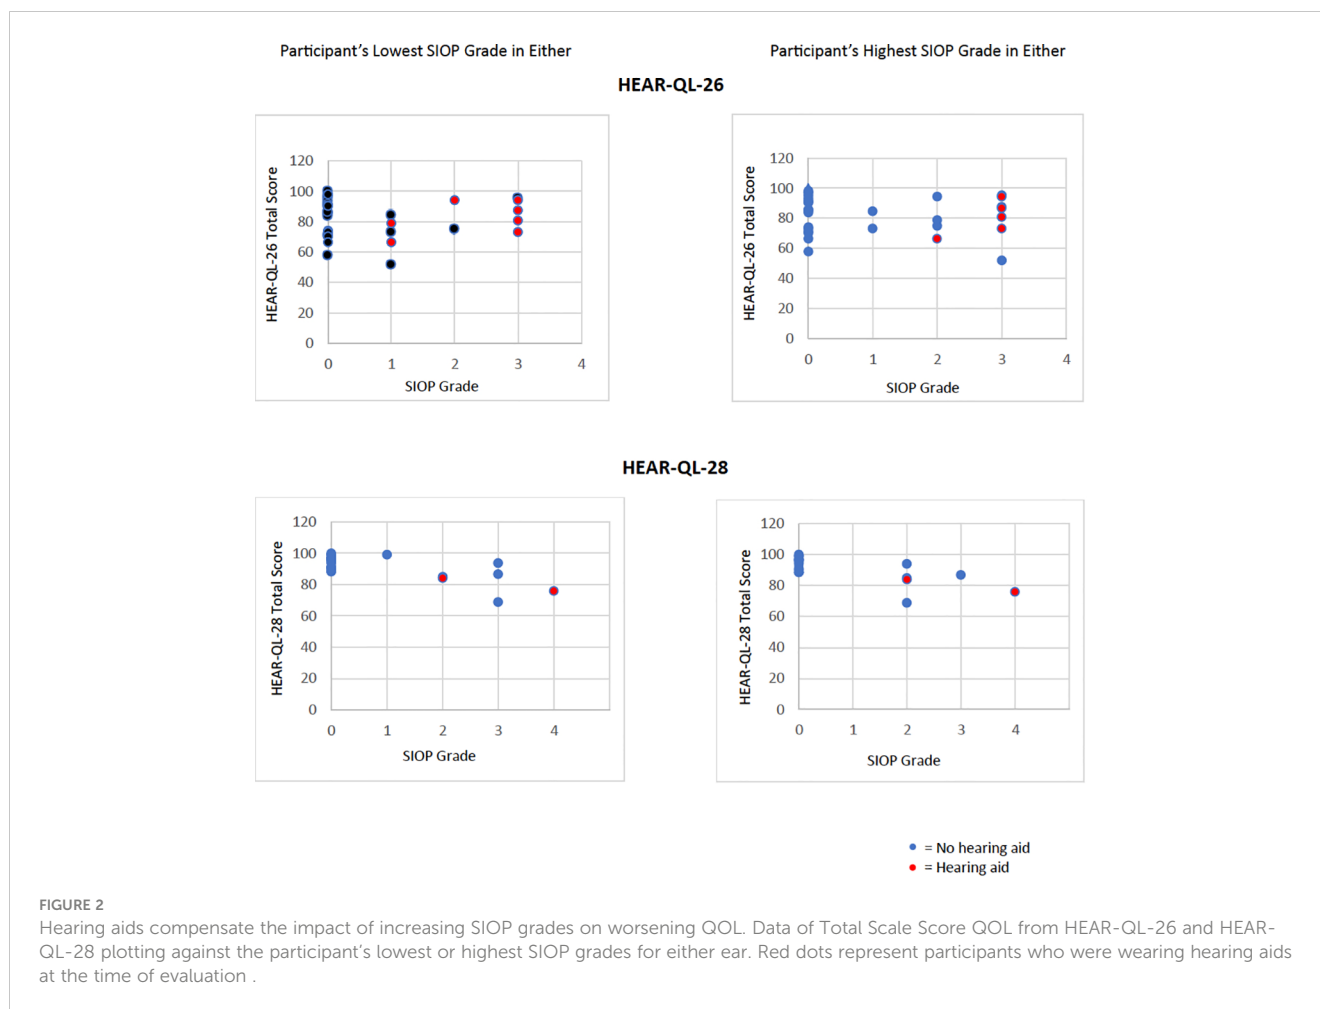 Participant's Lowest SIOP Grade in Either
Participant's Highest SIOP Grade in Either
HEAR-QL-26
HEAR-QL-26 Total Score
120
100
80
60
40
20
0
0 1 2 3 4
SIOP Grade
HEAR-QL-26 Total Score
120
100
80
60
40
20
0
0 1 2 3 4
SIOP Grade
HEAR-QL-28
HEAR-QL-28 Total Score
120
100
80
60
40
20
0
0 1 2 3 4
SIOP Grade
HEAR-QL-28 Total Score
120
100
80
60
40
20
0
0 1 2 3 4
SIOP Grade
= No hearing aid
= Hearing aid
FIGURE 2
Hearing aids compensate the impact of increasing SIOP grades on worsening QOL. Data of Total Scale Score QOL from HEAR-QL-26 and HEAR-
QL-28 plotting against the participant's lowest or highest SIOP grades for either ear. Red dots represent participants who were wearing hearing aids
at the time of evaluation .